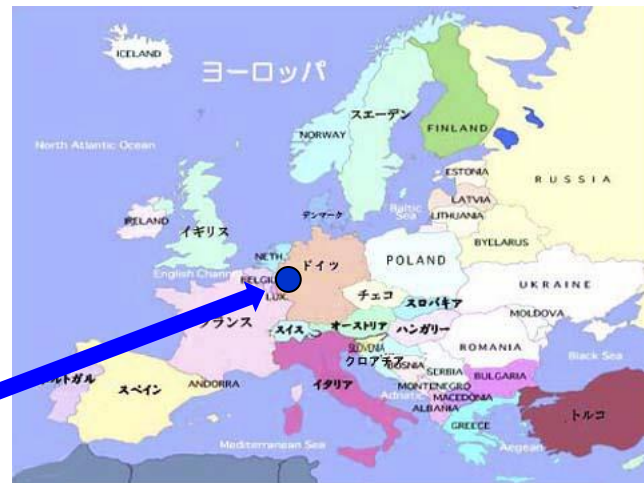 ICELAND
ヨーロッパ
スエーデン
NORWAY
FINLAND
North Atlantic Ocean
RUSSIA
ESTONIA
Baltic
Sea
LATVIA
LITHUANIA
デンマーク
IRELAND
イギリス
BYELARUS
NETH.
ドイツ
POLAND
English Channel
BELGIU
LUX.
チェコ
UKRAINE
スロバキア
MOLDOVA
フランス
スイス
オーストリア
ハンガリー
ROMANIA
SLOVENIA
クロアチア
BOSNIA
SERBIA
Black Sea
ルトガル
スペイン
ANDORRA
イタリア
MONTENEGRO
BULGARIA
Adriatic
MACEDONIA
ALBANIA
トルコ
GREECE
Mediterranean Sea
Aegean